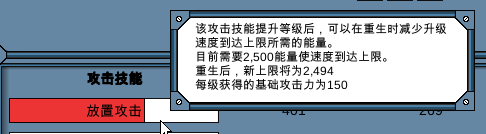 该攻击技能提升等级后，可以在重生时减少升级
速度到达上限所需的能量。
目前需要2,500能量使速度到达上限。
重生后，新上限将为2,494
每级获得的基础攻击力为150
攻击技能
放置攻击